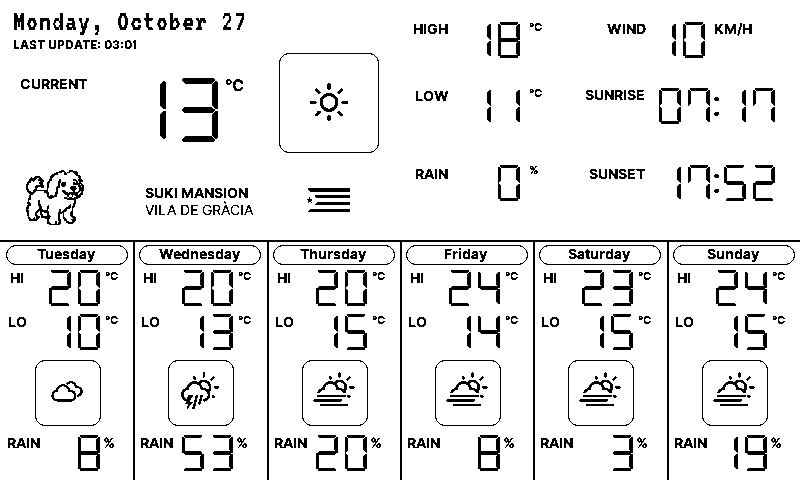 Monday, October 27
LAST UPDATE: 03:01
CURRENT 13 °C
SUKI MANSION
VILA DE GRÀCIA
HIGH 18 °C
LOW 11 °C
RAIN 0 %
WIND 10 KM/H
SUNRISE 07:17
SUNSET 17:52
Tuesday
HI 20 °C
LO 10 °C
RAIN 8 %
Wednesday
HI 20 °C
LO 13 °C
RAIN 53 %
Thursday
HI 20 °C
LO 15 °C
RAIN 20 %
Friday
HI 24 °C
LO 14 °C
RAIN 8 %
Saturday
HI 23 °C
LO 15 °C
RAIN 3 %
Sunday
HI 24 °C
LO 15 °C
RAIN 19 %